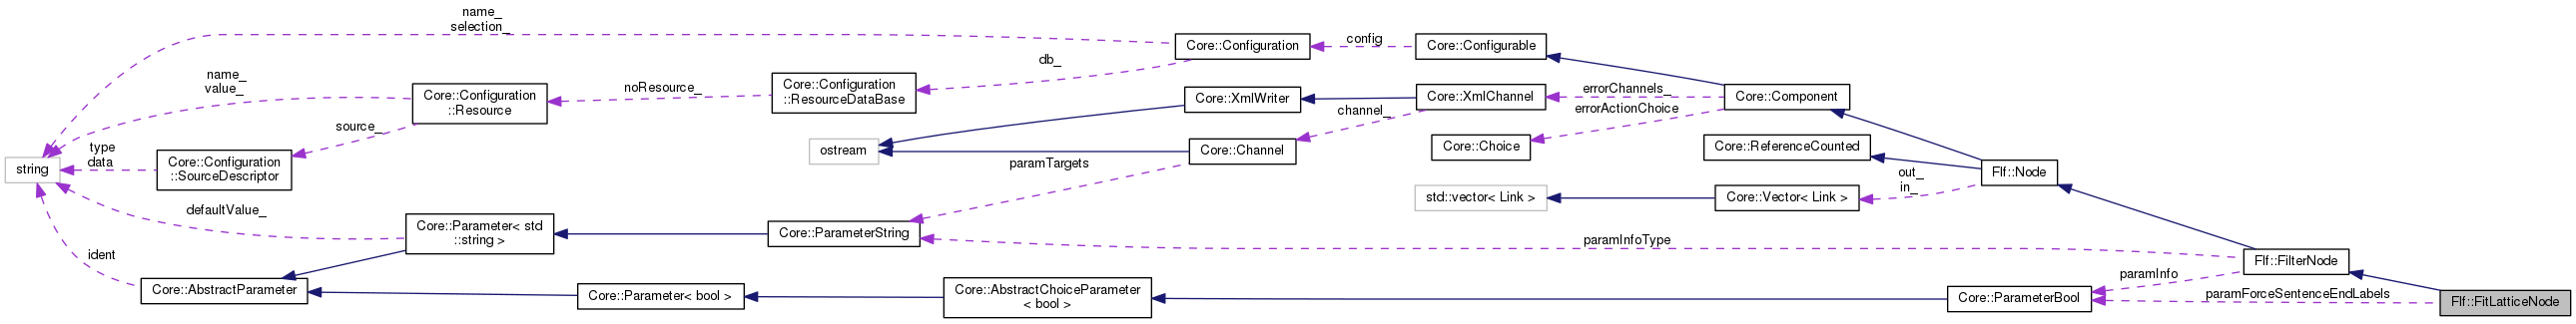 name_
selection_
Core::Configuration
config
Core::Configurable
db_
name_
value_
Core::Configuration
::Resource
noResource_
Core::Configuration
::ResourceDataBase
Core::XmlWriter
Core::XmlChannel
errorChannels_
errorActionChoice
Core::Component
channel_
source_
type
data
string
Core::Configuration
::SourceDescriptor
ostream
Core::Channel
paramTargets
Core::Choice
Core::ReferenceCounted
Flf::Node
out_
in_
std::vector< Link >
Core::Vector< Link >
defaultValue_
Core::Parameter< std
::string >
Core::ParameterString
paramInfoType
ident
Core::AbstractParameter
Core::Parameter< bool >
Core::AbstractChoiceParameter
< bool >
Core::ParameterBool
paramInfo
Flf::FilterNode
paramForceSentenceEndLabels
Flf::FitLatticeNode